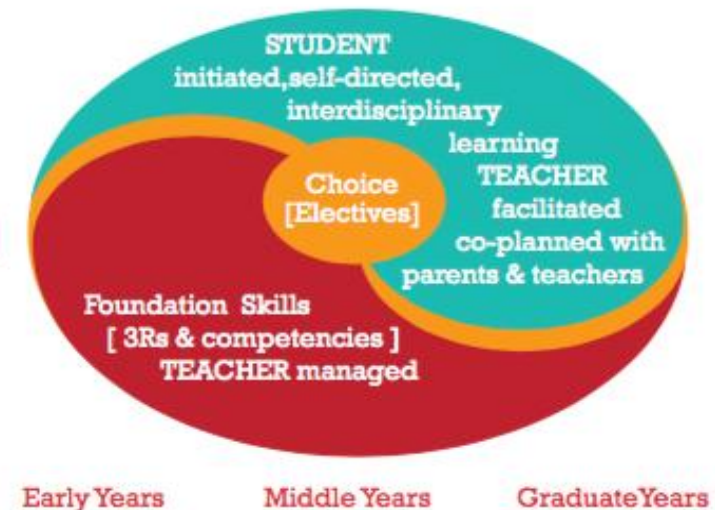 STUDENT
initiated,self-directed,
interdisciplinary
learning
TEACHER
facilitated
co-planned with
parents & teachers
Choice
[Electives]
Foundation Skills
[ 3Rs & competencies ]
TEACHER managed
Early Years
Middle Years
GraduateYears